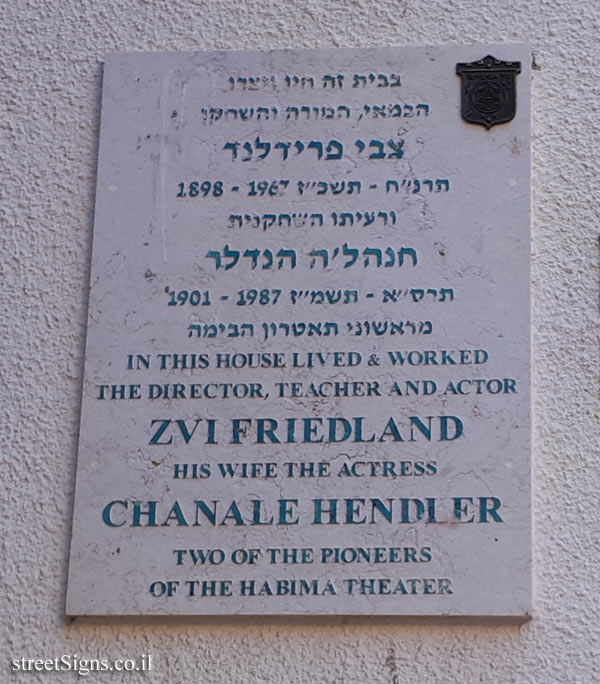 בבית זה חיו ויצרו
הבמאי, המורה והשחקן
צבי פרידלנד
תרנ״ח - תשכ״ז 1967 - 1898
ורעיתו השחקנית
חנהל׳ה הנדלר
תרס״א - תשמ״ז 1987 - 1901
מראשוני תאטרון הבימה
IN THIS HOUSE LIVED & WORKED
THE DIRECTOR, TEACHER AND ACTOR
ZVI FRIEDLAND
HIS WIFE THE ACTRESS
CHANALE HENDLER
TWO OF THE PIONEERS
OF THE HABIMA THEATER
streetSigns.co.il